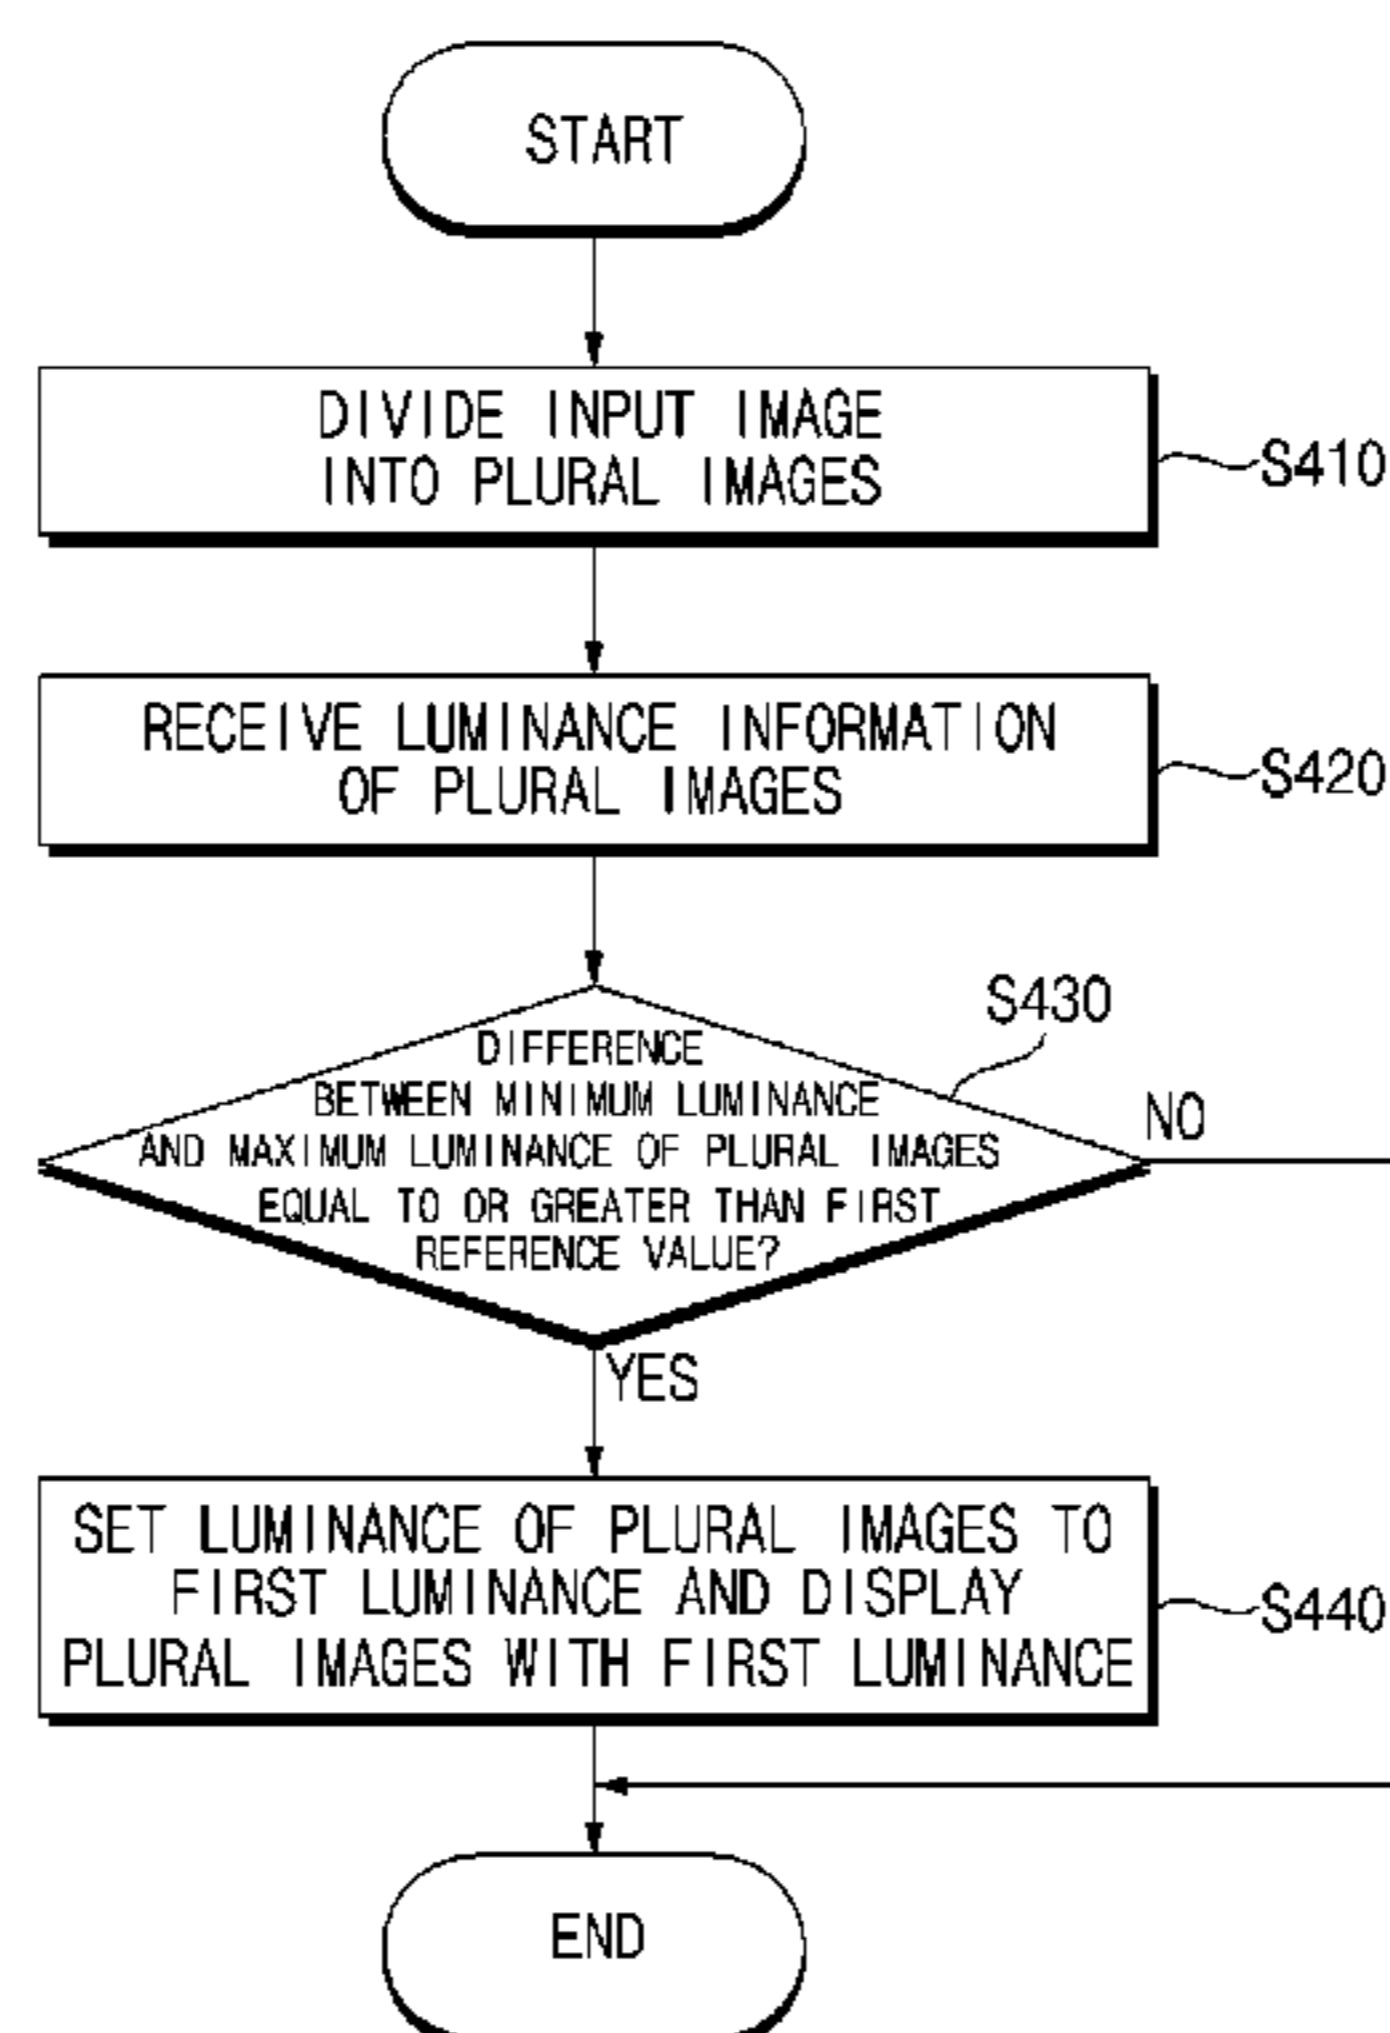 START
DIVIDE INPUT IMAGE
INTO PLURAL IMAGES
S410
RECEIVE LUMINANCE INFORMATION
OF PLURAL IMAGES
S420
S430
DIFFERENCE
BETWEEN MINIMUM LUMINANCE
AND MAXIMUM LUMINANCE OF PLURAL IMAGES
EQUAL TO OR GREATER THAN FIRST
REFERENCE VALUE?
NO
YES
SET LUMINANCE OF PLURAL IMAGES TO
FIRST LUMINANCE AND DISPLAY
PLURAL IMAGES WITH FIRST LUMINANCE
S440
END